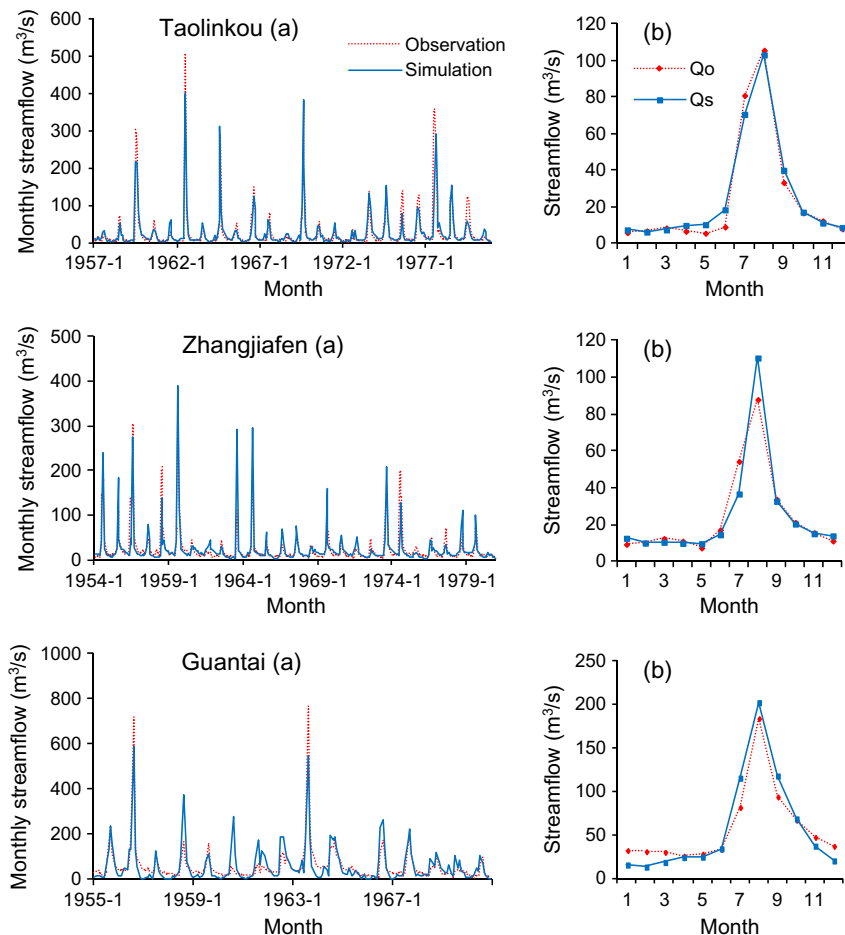 Taolinkou (a)
Observation
Simulation
Monthly streamflow (m³/s)
600
500
400
300
200
100
0
1957-1 1962-1 1967-1 1972-1 1977-1
Month
(b)
Qo
Qs
Streamflow (m³/s)
120
100
80
60
40
20
0
1 3 5 7 9 11
Month
Zhangjiafen (a)
Monthly streamflow (m³/s)
500
400
300
200
100
0
1954-1 1959-1 1964-1 1969-1 1974-1 1979-1
Month
(b)
Streamflow (m³/s)
120
100
80
60
40
20
0
1 3 5 7 9 11
Month
Guantai (a)
Monthly streamflow (m³/s)
1000
800
600
400
200
0
1955-1 1959-1 1963-1 1967-1
Month
(b)
Streamflow (m³/s)
250
200
150
100
50
0
1 3 5 7 9 11
Month